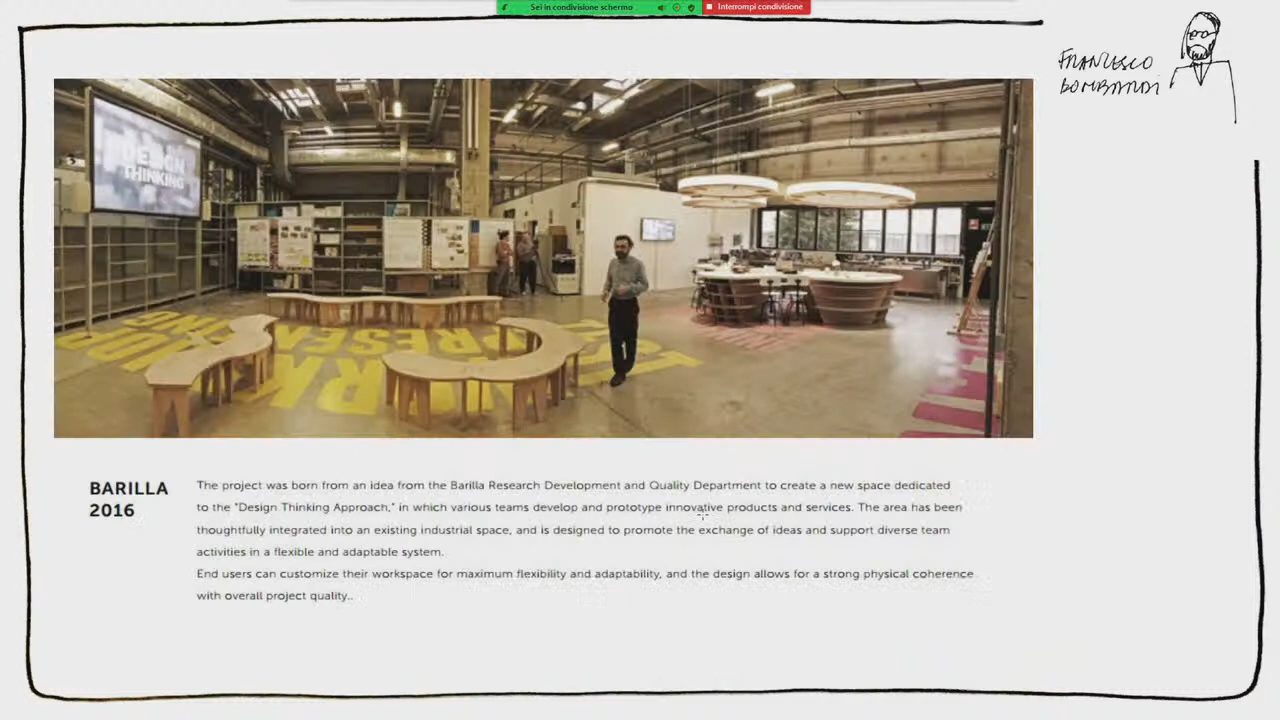 Sei in condivisione schermo
Interrompi condivisione
FRANCESCO
BOMBARDI
DESIGN
THINKING
BARILLA
2016
The project was born from an idea from the Barilla Research Development and Quality Department to create a new space dedicated
to the "Design Thinking Approach," in which various teams develop and prototype innovative products and services. The area has been
thoughtfully integrated into an existing industrial space, and is designed to promote the exchange of ideas and support diverse team
activities in a flexible and adaptable system.
End users can customize their workspace for maximum flexibility and adaptability, and the design allows for a strong physical coherence
with overall project quality..